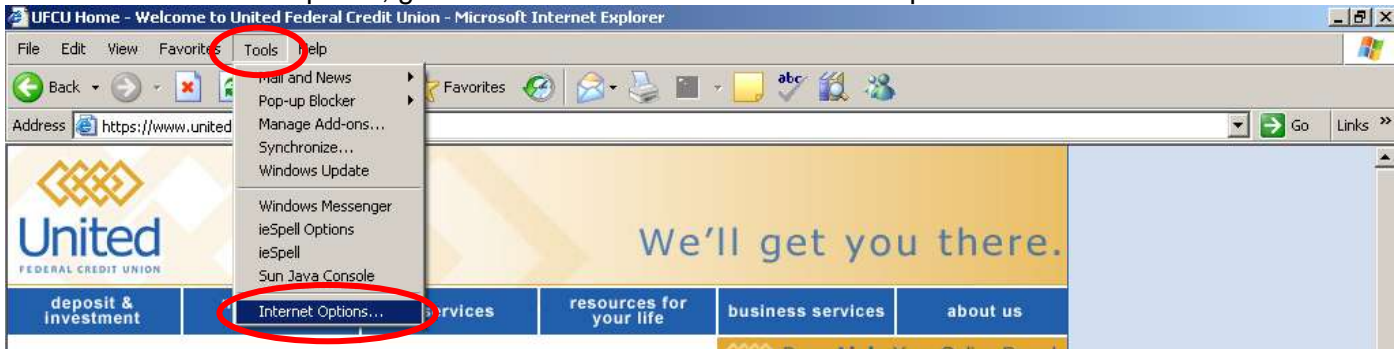 UFCU Home - Welcome to United Federal Credit Union - Microsoft Internet Explorer
File Edit View Favorites Tools Help
Back Favorites
Address https://www.united Go Links »
Mail and News
Pop-up Blocker
Manage Add-ons...
Synchronize...
Windows Update
Windows Messenger
ieSpell Options
ieSpell
Sun Java Console
Internet Options...
United
FEDERAL CREDIT UNION
We'll get you there.
deposit & investment
services
resources for your life
business services
about us